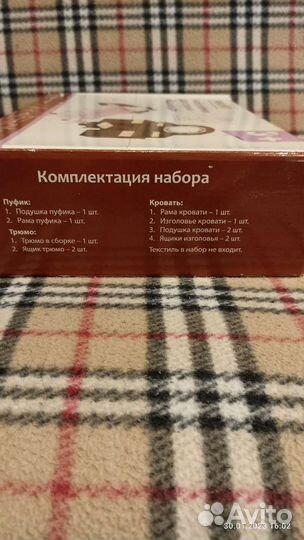 Комплектация набора
Пуфик:
1. Подушка пуфика – 1 шт.
2. Рама пуфика – 1 шт.
Трюмо:
1. Трюмо в сборке – 1 шт.
2. Ящик трюмо – 2 шт.
Кровать:
1. Рама кровати – 1 шт.
2. Изголовье кровати – 1 шт.
3. Подушка кровати – 2 шт.
4. Ящики изголовья – 2 шт.
Текстиль в набор не входит.
30.01.2023 16:02
Avito